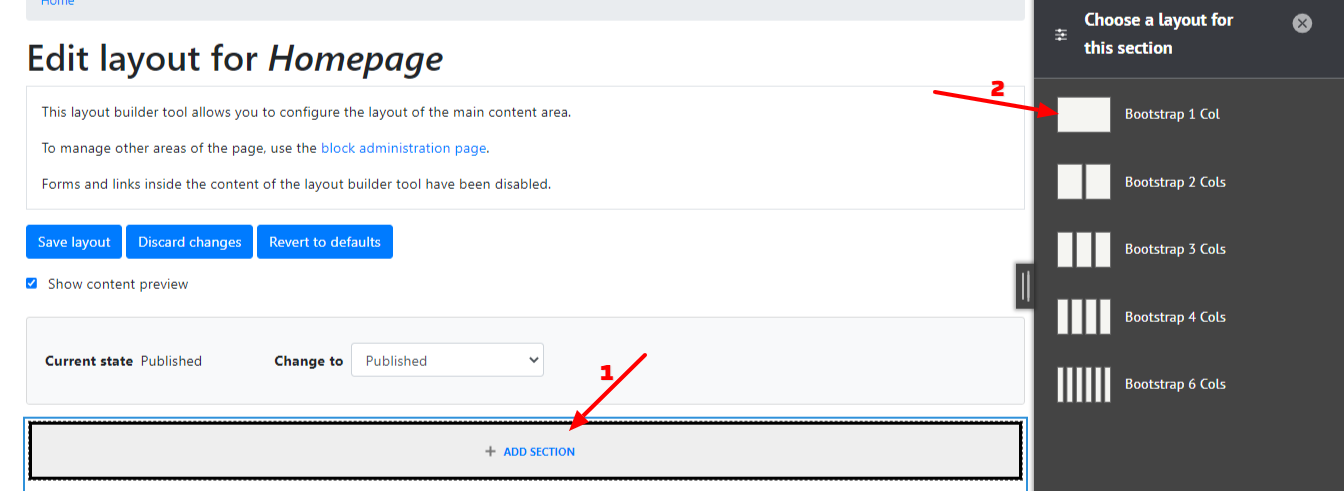 Home
Edit layout for Homepage
This layout builder tool allows you to configure the layout of the main content area.
To manage other areas of the page, use the block administration page.
Forms and links inside the content of the layout builder tool have been disabled.
Save layout Discard changes Revert to defaults
Show content preview
Current state Published Change to Published
1
+ ADD SECTION
Choose a layout for
this section
2
Bootstrap 1 Col
Bootstrap 2 Cols
Bootstrap 3 Cols
Bootstrap 4 Cols
Bootstrap 6 Cols